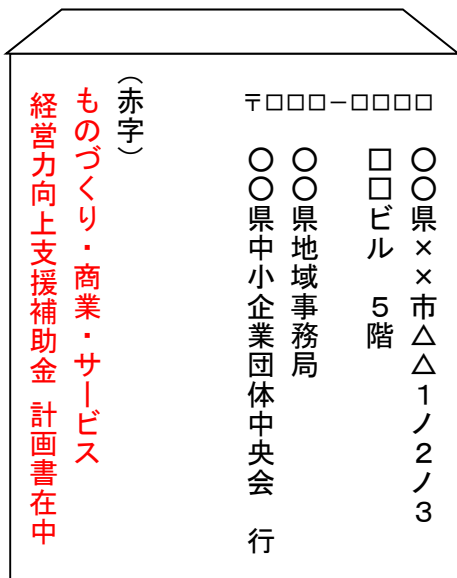 〒□□□-□□□□
○○県××市△△1ノ2ノ3
□□ビル 5階
○○県地域事務局
○○県中小企業団体中央会 行
(赤字)
ものづくり・商業・サービス
経営力向上支援補助金 計画書在中